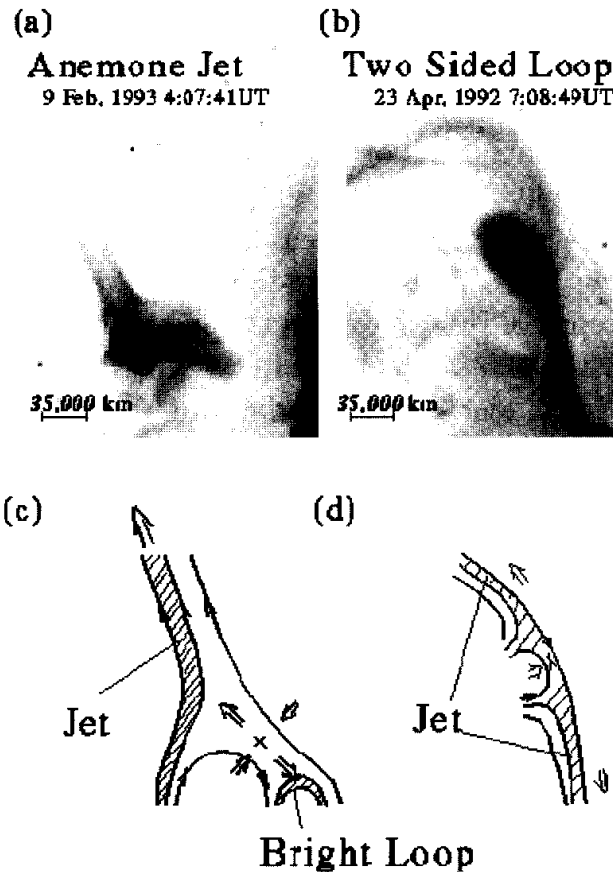 (a)
Anemone Jet
9 Feb. 1993 4:07:41UT
35,000 km
(b)
Two Sided Loop
23 Apr. 1992 7:08:49UT
35,000 km
(c)
Jet
Bright Loop
(d)
Jet